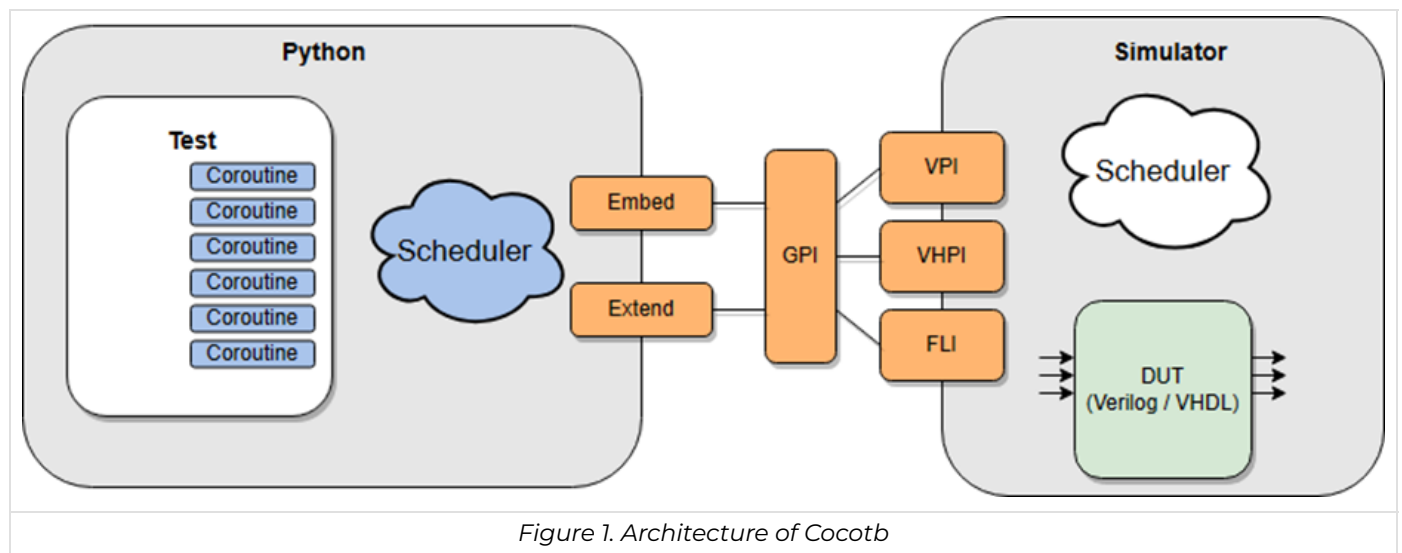 Python
Test
Coroutine
Coroutine
Coroutine
Coroutine
Coroutine
Coroutine
Scheduler
Embed
Extend
GPI
VPI
VHPI
FLI
Simulator
Scheduler
DUT
(Verilog / VHDL)
Figure 1. Architecture of Cocotb